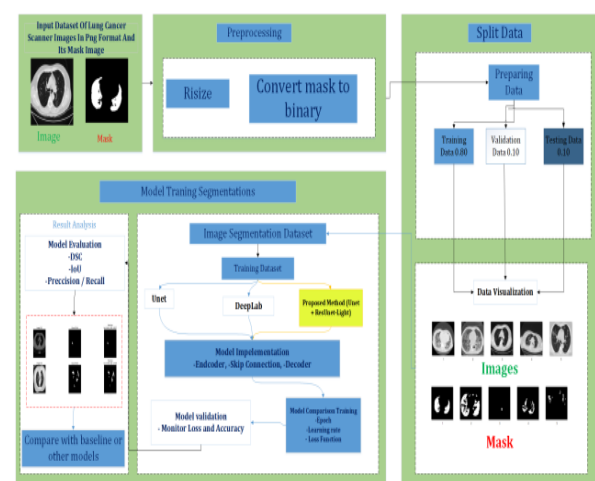 Input Dataset Of Lung Cancer
Scanner Images In Png Format And
Its Mask Image
Image
Mask
Preprocessing
Risize
Convert mask to
binary
Split Data
Preparing
Data
Training
Data 0.80
Validation
Data 0.10
Testing Data
0.10
Data Visualization
Images
Mask
Model Traning Segmentations
Image Segmentation Dataset
Training Dataset
Unet
DeepLab
Proposed Method (Unet
+ ResUnet-Light)
Model Impelementation
-Endcoder, -Skip Connection, -Decoder
Model Comparison Training
-Epoch
-Learning rate
- Loss Function
Model validation
- Monitor Loss and Accuracy
Result Analysis
Model Evaluation
-DSC
-IoU
-Preccision / Recall
Compare with baseline or
other models